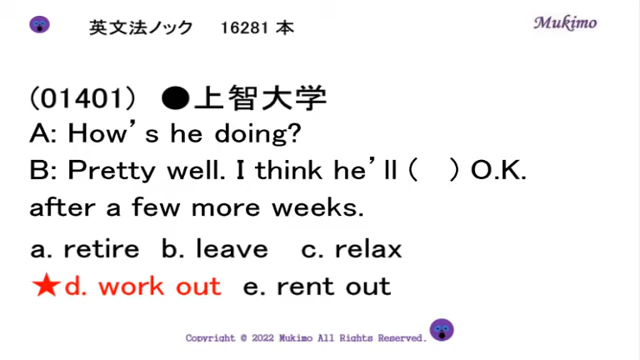 英文法ノック 16281 本 Mukimo
(01401) ●上智大学
A: How's he doing?
B: Pretty well. I think he'll ( ) O.K.
after a few more weeks.
a. retire b. leave c. relax
★d. work out e. rent out
Copyright © 2022 Mukimo All Rights Reserved.